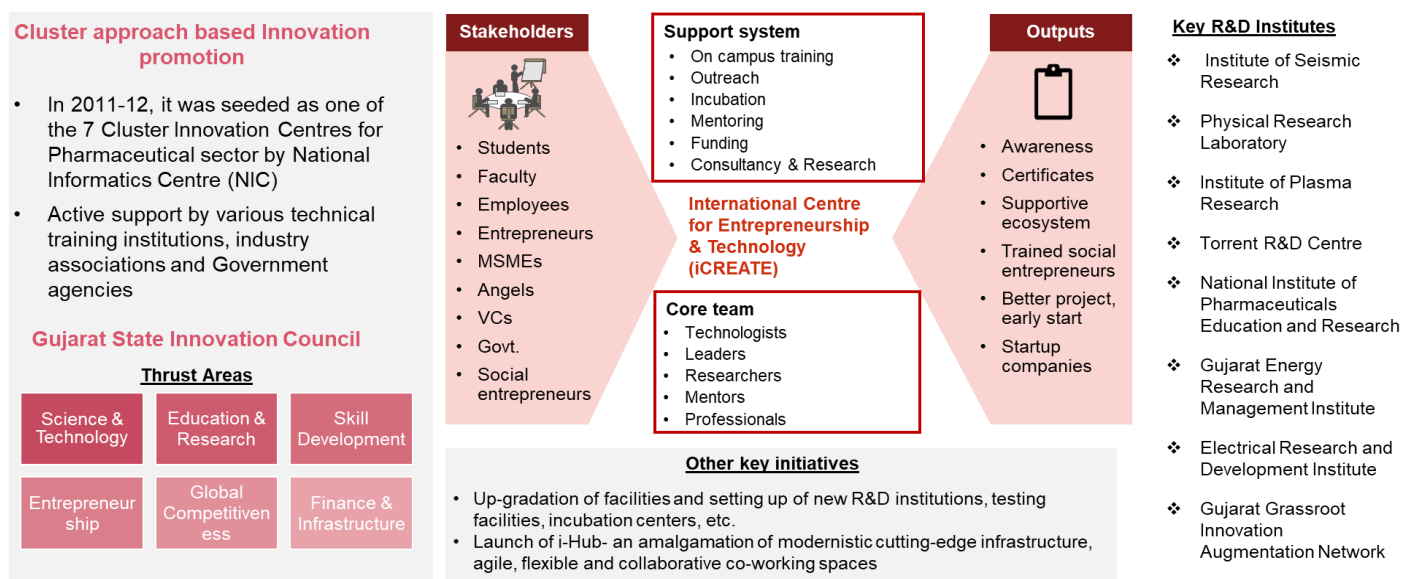 Cluster approach based Innovation
promotion
• In 2011-12, it was seeded as one of
the 7 Cluster Innovation Centres for
Pharmaceutical sector by National
Informatics Centre (NIC)
• Active support by various technical
training institutions, industry
associations and Government
agencies
Gujarat State Innovation Council
Thrust Areas
Science &
Technology
Education &
Research
Skill
Development
Entrepreneur
ship
Global
Competitiven
ess
Finance &
Infrastructure
Stakeholders
• Students
• Faculty
• Employees
• Entrepreneurs
• MSMEs
• Angels
• VCs
• Govt.
• Social
entrepreneurs
Support system
• On campus training
• Outreach
• Incubation
• Mentoring
• Funding
• Consultancy & Research
International Centre
for Entrepreneurship
& Technology
(iCREATE)
Core team
• Technologists
• Leaders
• Researchers
• Mentors
• Professionals
Outputs
• Awareness
• Certificates
• Supportive
ecosystem
• Trained social
entrepreneurs
• Better project,
early start
• Startup
companies
Other key initiatives
• Up-gradation of facilities and setting up of new R&D institutions, testing
facilities, incubation centers, etc.
• Launch of i-Hub- an amalgamation of modernistic cutting-edge infrastructure,
agile, flexible and collaborative co-working spaces
Key R&D Institutes
❖ Institute of Seismic
Research
❖ Physical Research
Laboratory
❖ Institute of Plasma
Research
❖ Torrent R&D Centre
❖ National Institute of
Pharmaceuticals
Education and Research
❖ Gujarat Energy
Research and
Management Institute
❖ Electrical Research and
Development Institute
❖ Gujarat Grassroot
Innovation
Augmentation Network